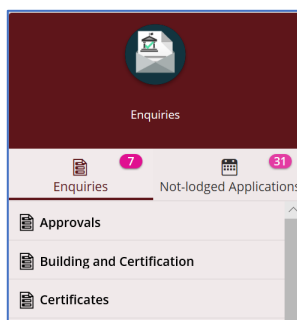 Enquiries
7
31
Enquiries
Not-lodged Applications
Approvals
Building and Certification
Certificates